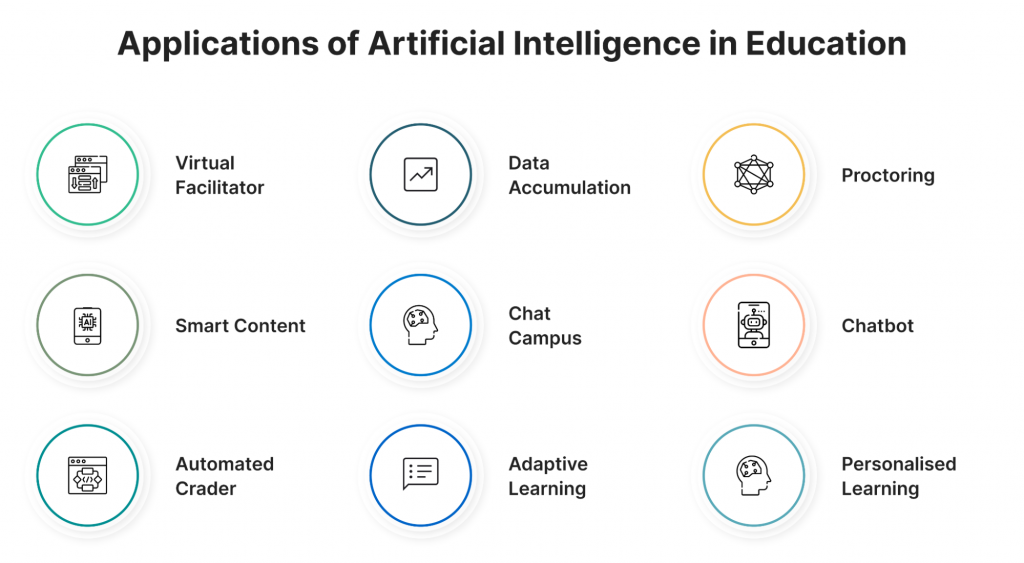 Applications of Artificial Intelligence in Education
Virtual
Facilitator
Data
Accumulation
Proctoring
Smart Content
AI
Chat
Campus
Chatbot
Automated
Crader
Adaptive
Learning
Personalised
Learning